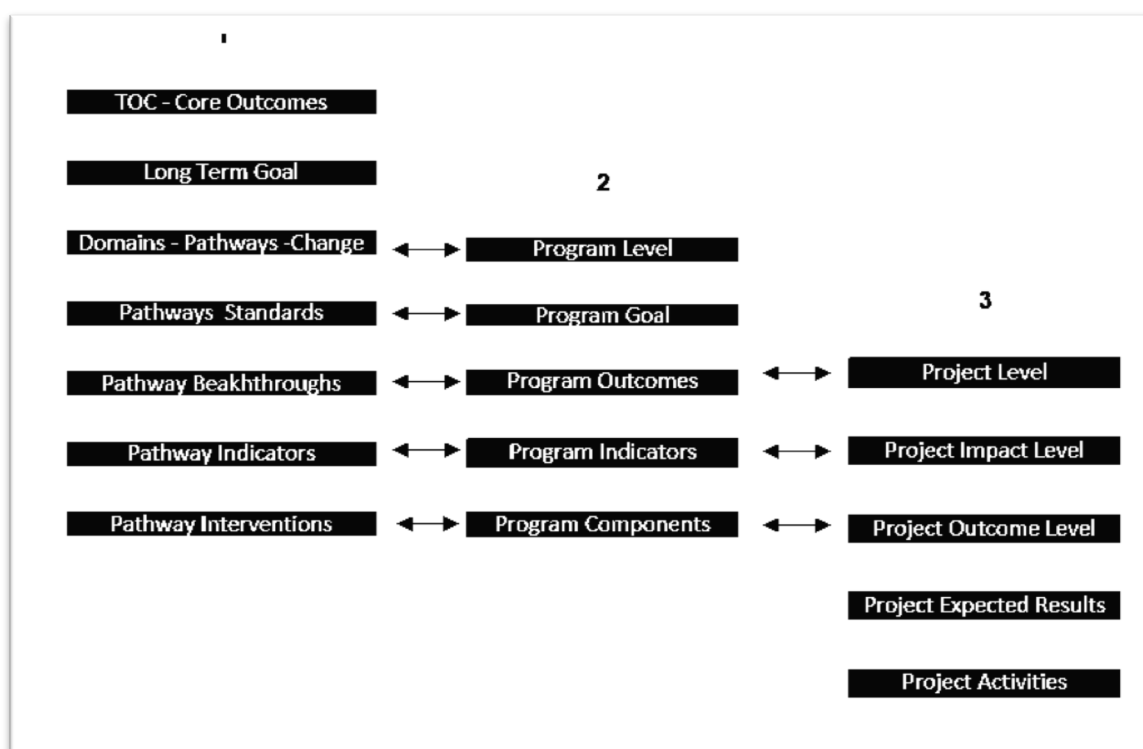 1
TOC - Core Outcomes
Long Term Goal
Domains - Pathways -Change
Pathways Standards
Pathway Beakhthroughs
Pathway Indicators
Pathway Interventions
2
Program Level
Program Goal
Program Outcomes
Program Indicators
Program Components
3
Project Level
Project Impact Level
Project Outcome Level
Project Expected Results
Project Activities